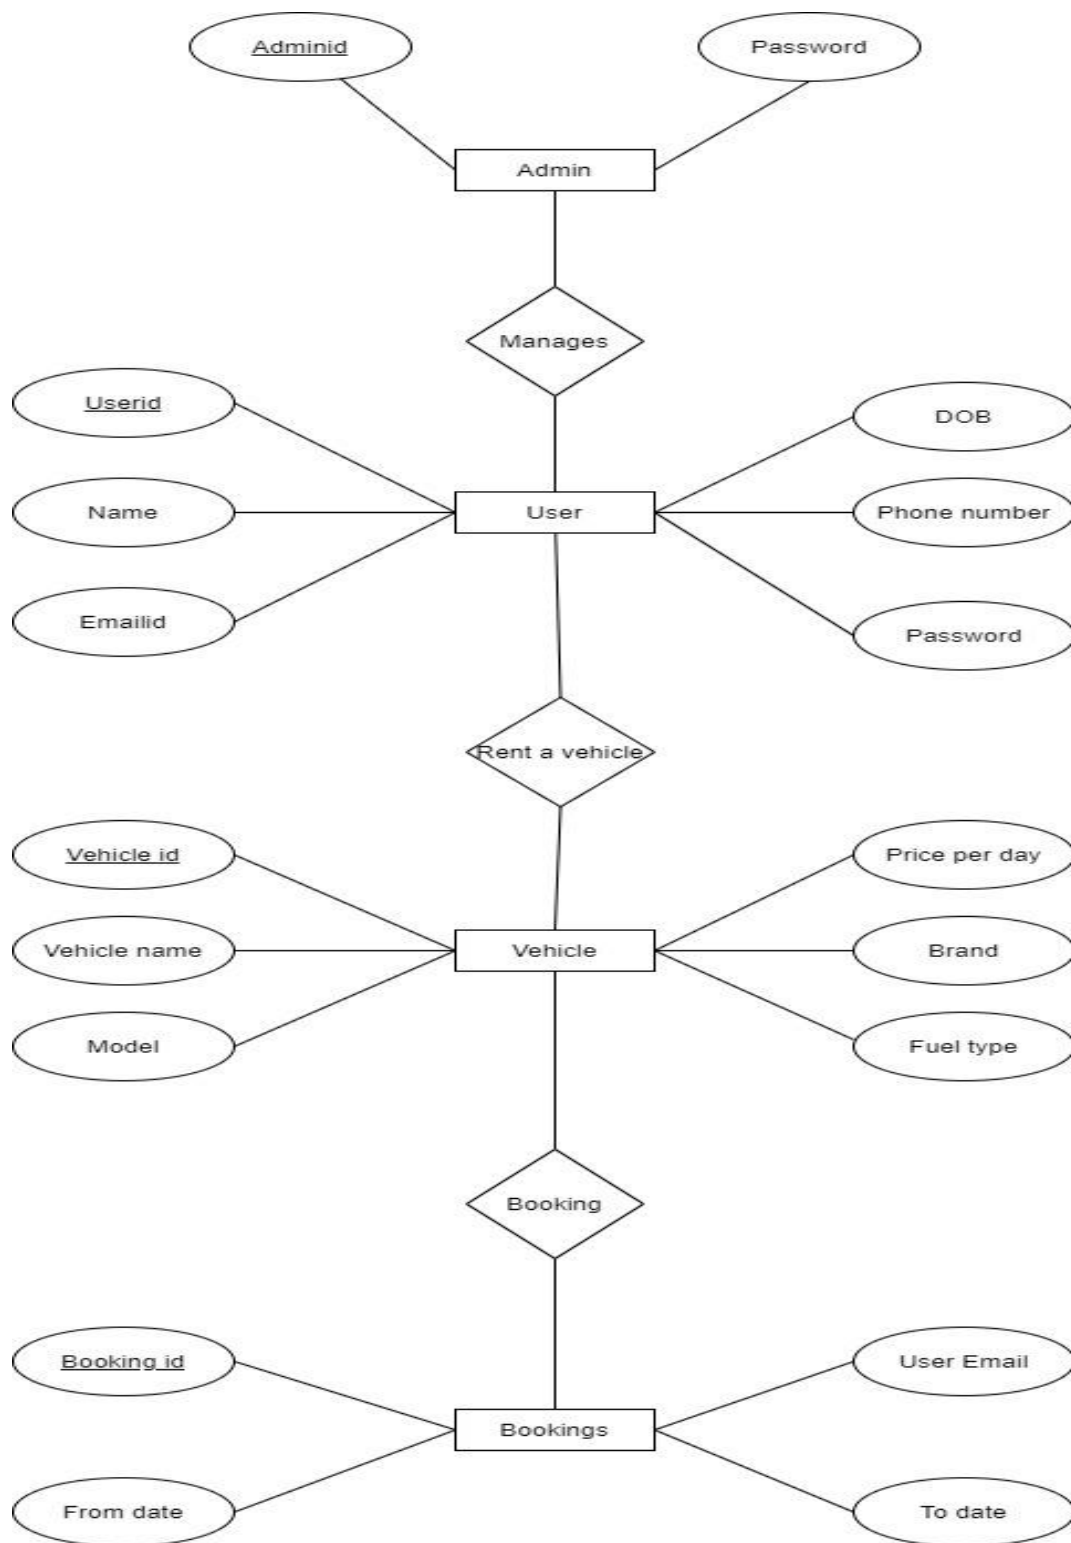 Adminid
Password
Admin
Manages
Userid
DOB
Name
User
Phone number
Emailid
Password
Rent a vehicle
Vehicle id
Price per day
Vehicle name
Vehicle
Brand
Model
Fuel type
Booking
Booking id
User Email
Bookings
From date
To date